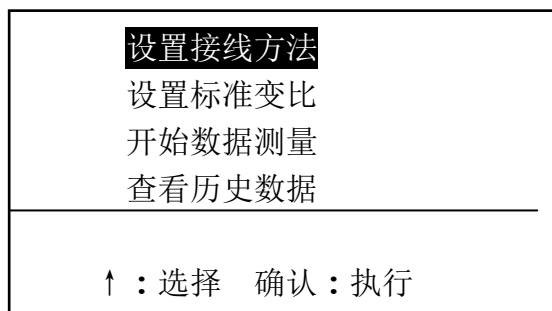 设置接线方法
设置标准变比
开始数据测量
查看历史数据
↑：选择　确认：执行